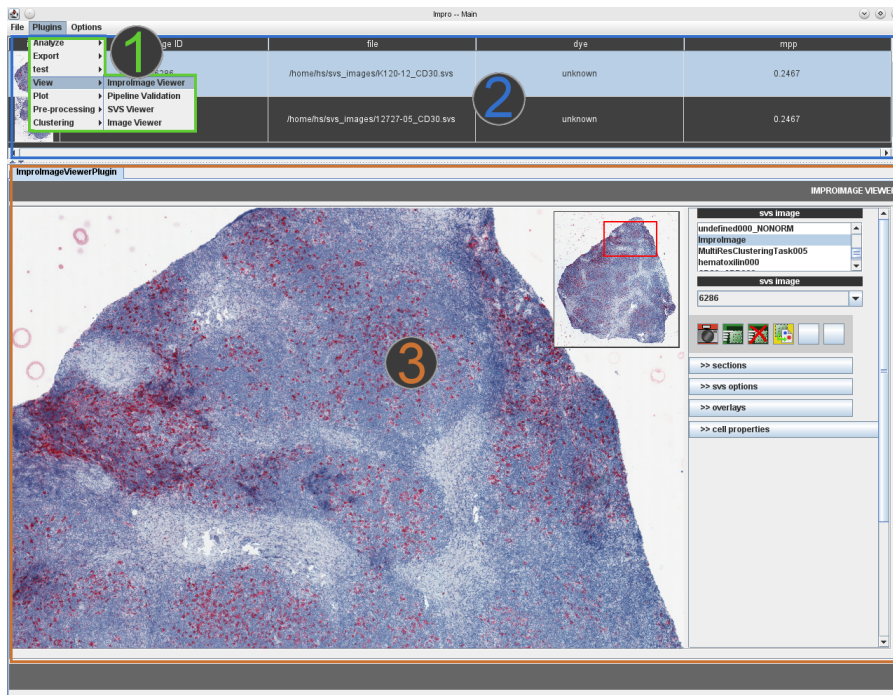 Impro -- Main
File Plugins Options
ID file dye mpp
Analyze
Export
test
View
Plot
Pre-processing
Clustering
ImproImage Viewer
Pipeline Validation
SVS Viewer
Image Viewer
1
6286 /home/hs/svs_images/K120-12_CD30.svs unknown 0.2467
2
/home/hs/svs_images/12727-05_CD30.svs unknown 0.2467
ImproImageViewerPlugin
IMPROIMAGE VIEWER
svs image
undefined000_NONORM
ImproImage
MultiResClusteringTask005
hematoxilin000
svs image
6286
3
>> sections
>> svs options
>> overlays
>> cell properties